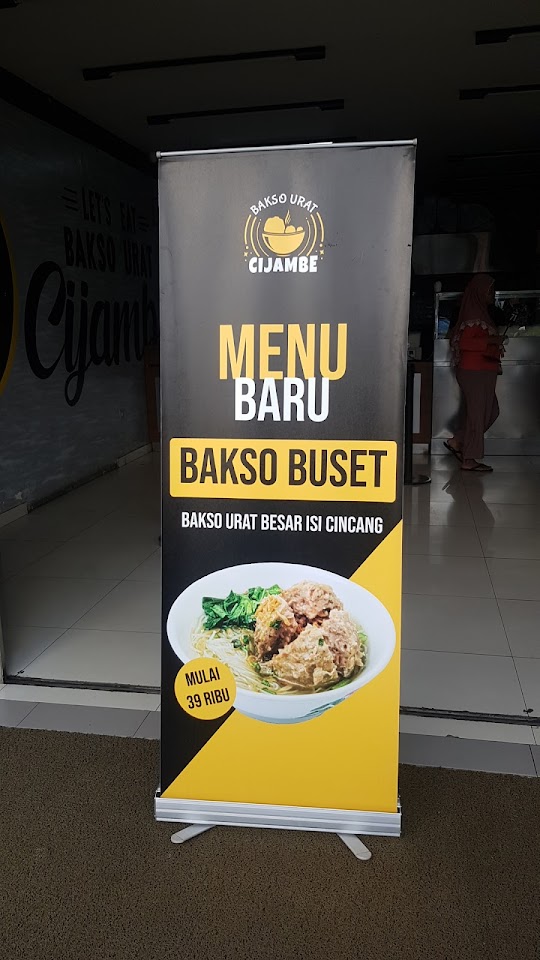 LET'S EAT
BAKSO URAT
Cijamb
BAKSO URAT
CIJAMBE
MENU
BARU
BAKSO BUSET
BAKSO URAT BESAR ISI CINCANG
MULAI
39 RIBU